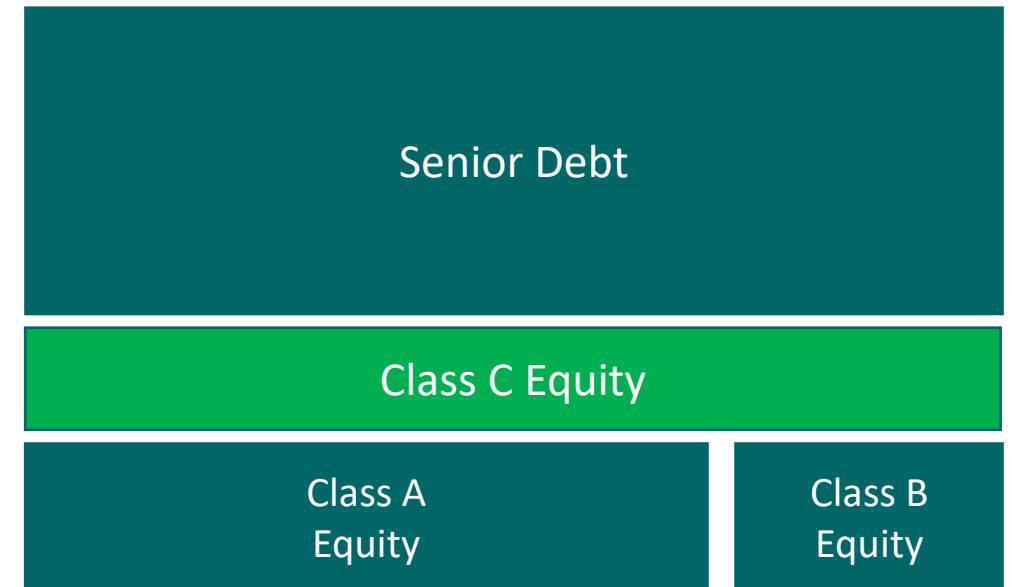 Senior Debt
Class C Equity
Class A
Equity
Class B
Equity